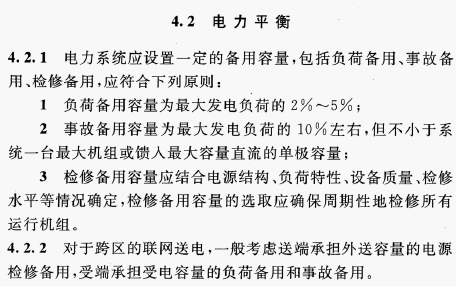 4.2 电力平衡
4.2.1 电力系统应设置一定的备用容量,包括负荷备用、事故备
用、检修备用,应符合下列原则:
1 负荷备用容量为最大发电负荷的2%～5%;
2 事故备用容量为最大发电负荷的10%左右,但不小于系
统一台最大机组或馈入最大容量直流的单极容量;
3 检修备用容量应结合电源结构、负荷特性、设备质量、检修
水平等情况确定,检修备用容量的选取应确保周期性地检修所有
运行机组。
4.2.2 对于跨区的联网送电,一般考虑送端承担外送容量的电源
检修备用,受端承担受电容量的负荷备用和事故备用。